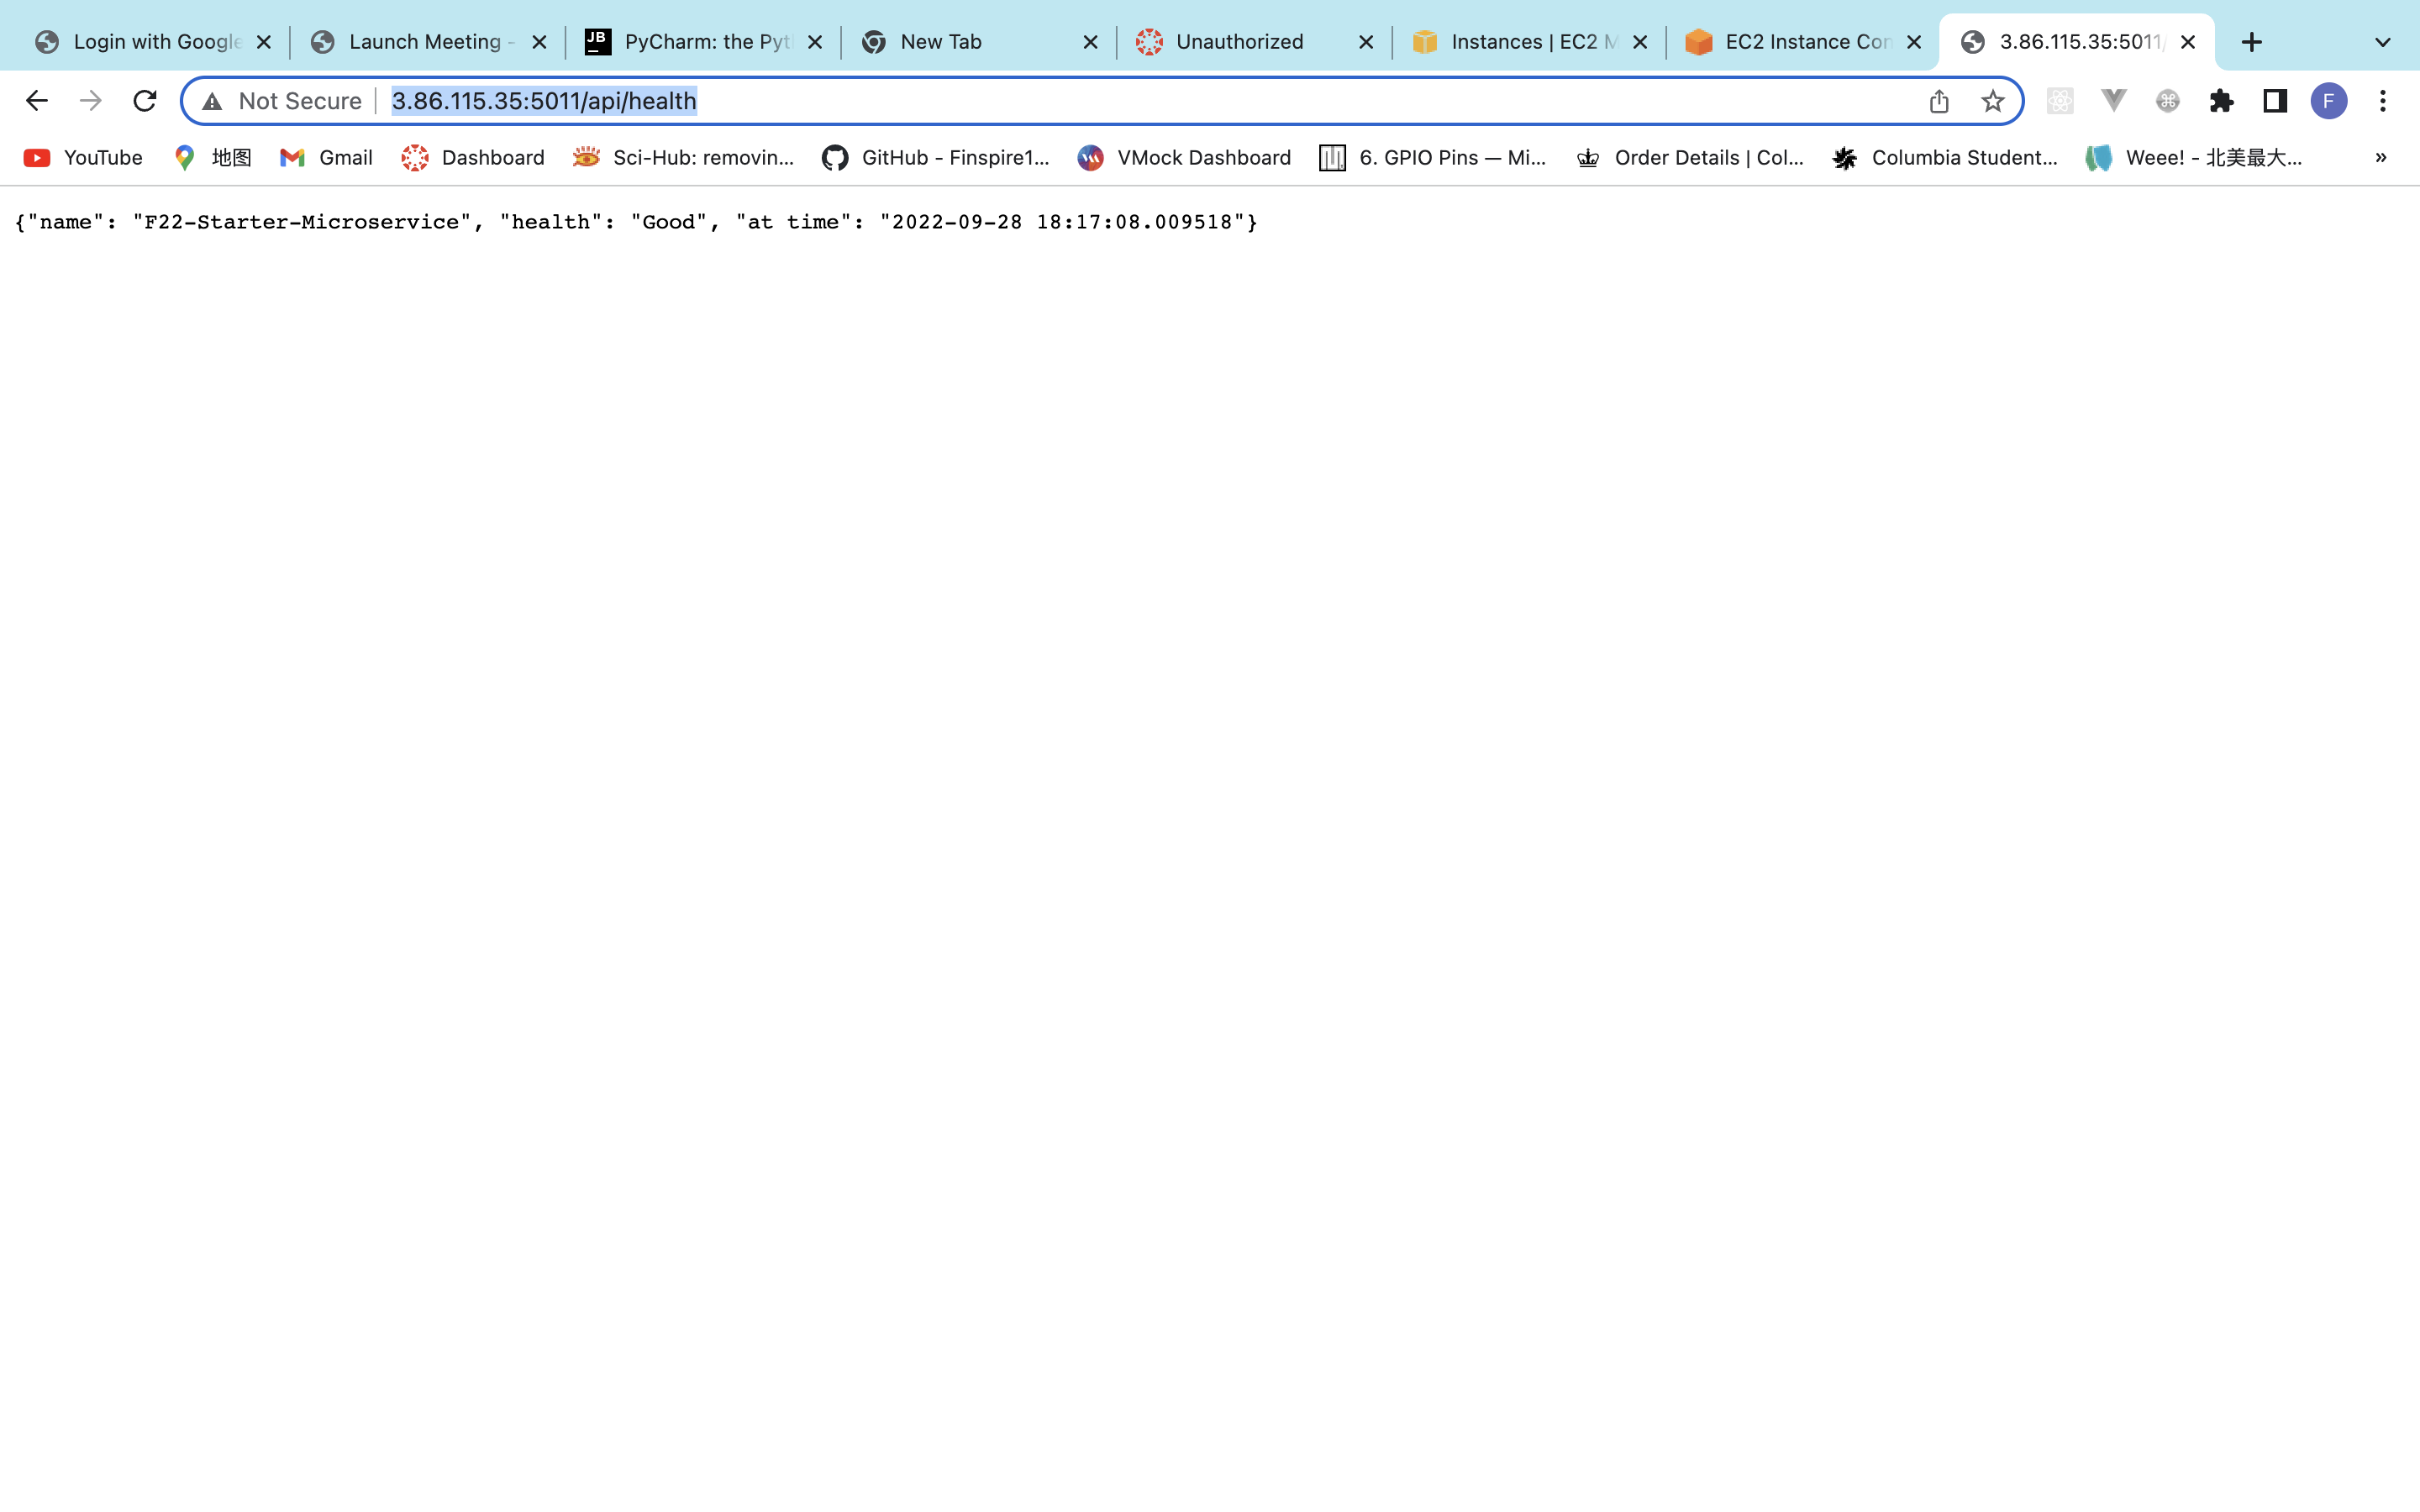 Login with Google
Launch Meeting -
JB
PyCharm: the Pyt
New Tab
Unauthorized
Instances | EC2 M
EC2 Instance Con
3.86.115.35:5011/
Not Secure
3.86.115.35:5011/api/health
F
YouTube
地图
Gmail
Dashboard
Sci-Hub: removin...
GitHub - Finspire1...
VMock Dashboard
6. GPIO Pins — Mi...
Order Details | Col...
Columbia Student...
Weee! - 北美最大...
»
{"name": "F22-Starter-Microservice", "health": "Good", "at time": "2022-09-28 18:17:08.009518"}